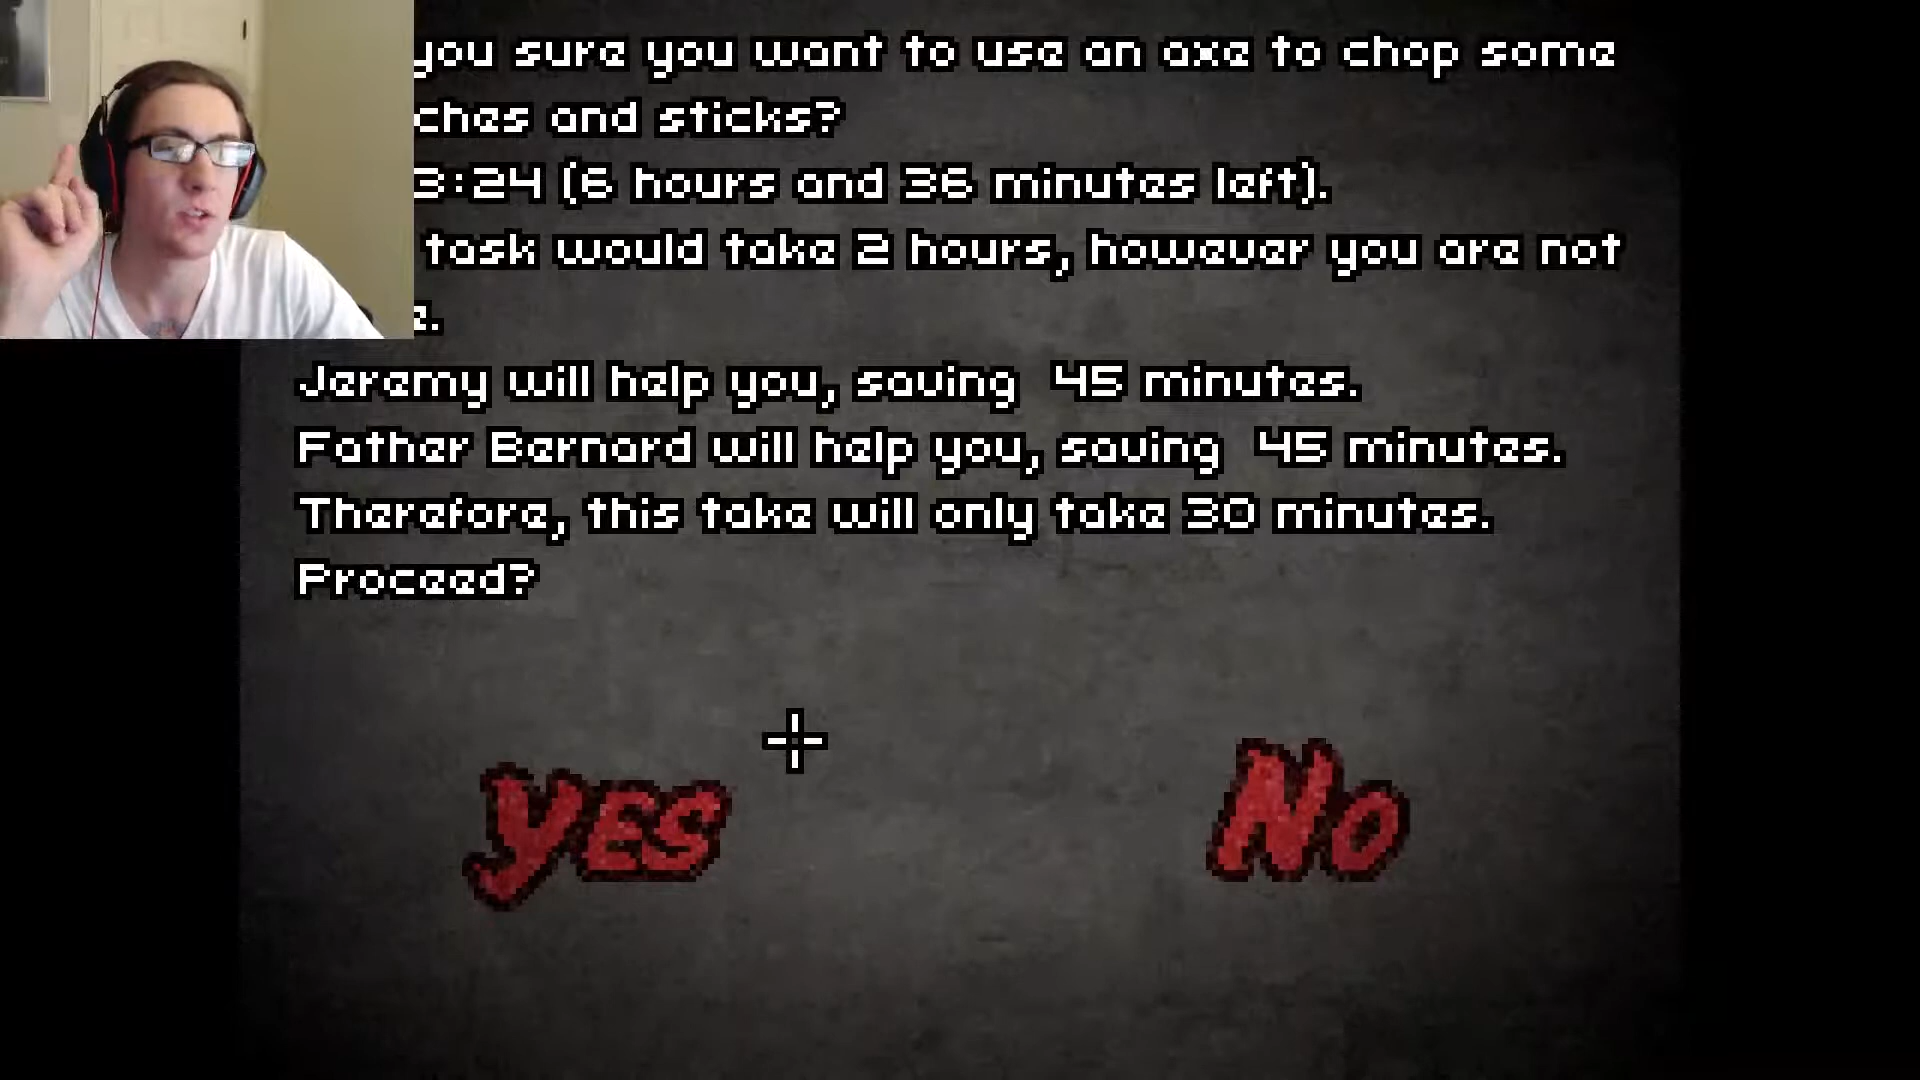 you sure you want to use an axe to chop some
ches and sticks?
3:24 (6 hours and 36 minutes left).
task would take 2 hours, however you are not
e.
Jeremy will help you, saving 45 minutes.
Father Bernard will help you, saving 45 minutes.
Therefore, this take will only take 30 minutes.
Proceed?
Yes
No